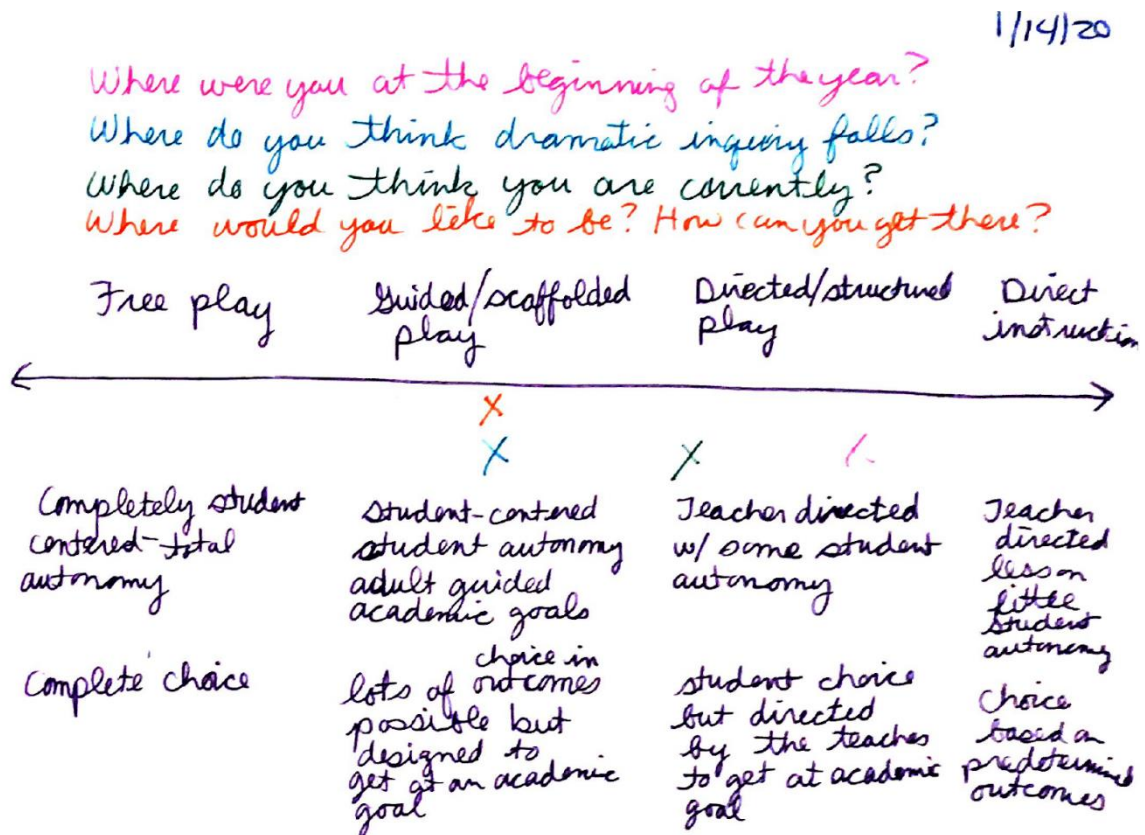 1/14/20
Where were you at the beginning of the year?
Where do you think dramatic inquiry falls?
Where do you think you are currently?
Where would you like to be? How can you get there?
Free play
Guided/scaffolded
play
Directed/structured
play
Direct
instruction
X
X
X
X
Completely student
centered-total
autonomy
Student-centered
student autonomy
adult guided
academic goals
Teacher directed
w/ some student
autonomy
Teacher
directed
lesson
little
student
autonomy
Complete choice
choice in
lots of outcomes
possible but
designed to
get at an academic
goal
student choice
but directed
by the teacher
to get at academic
goal
Choice
based on
predetermined
outcomes